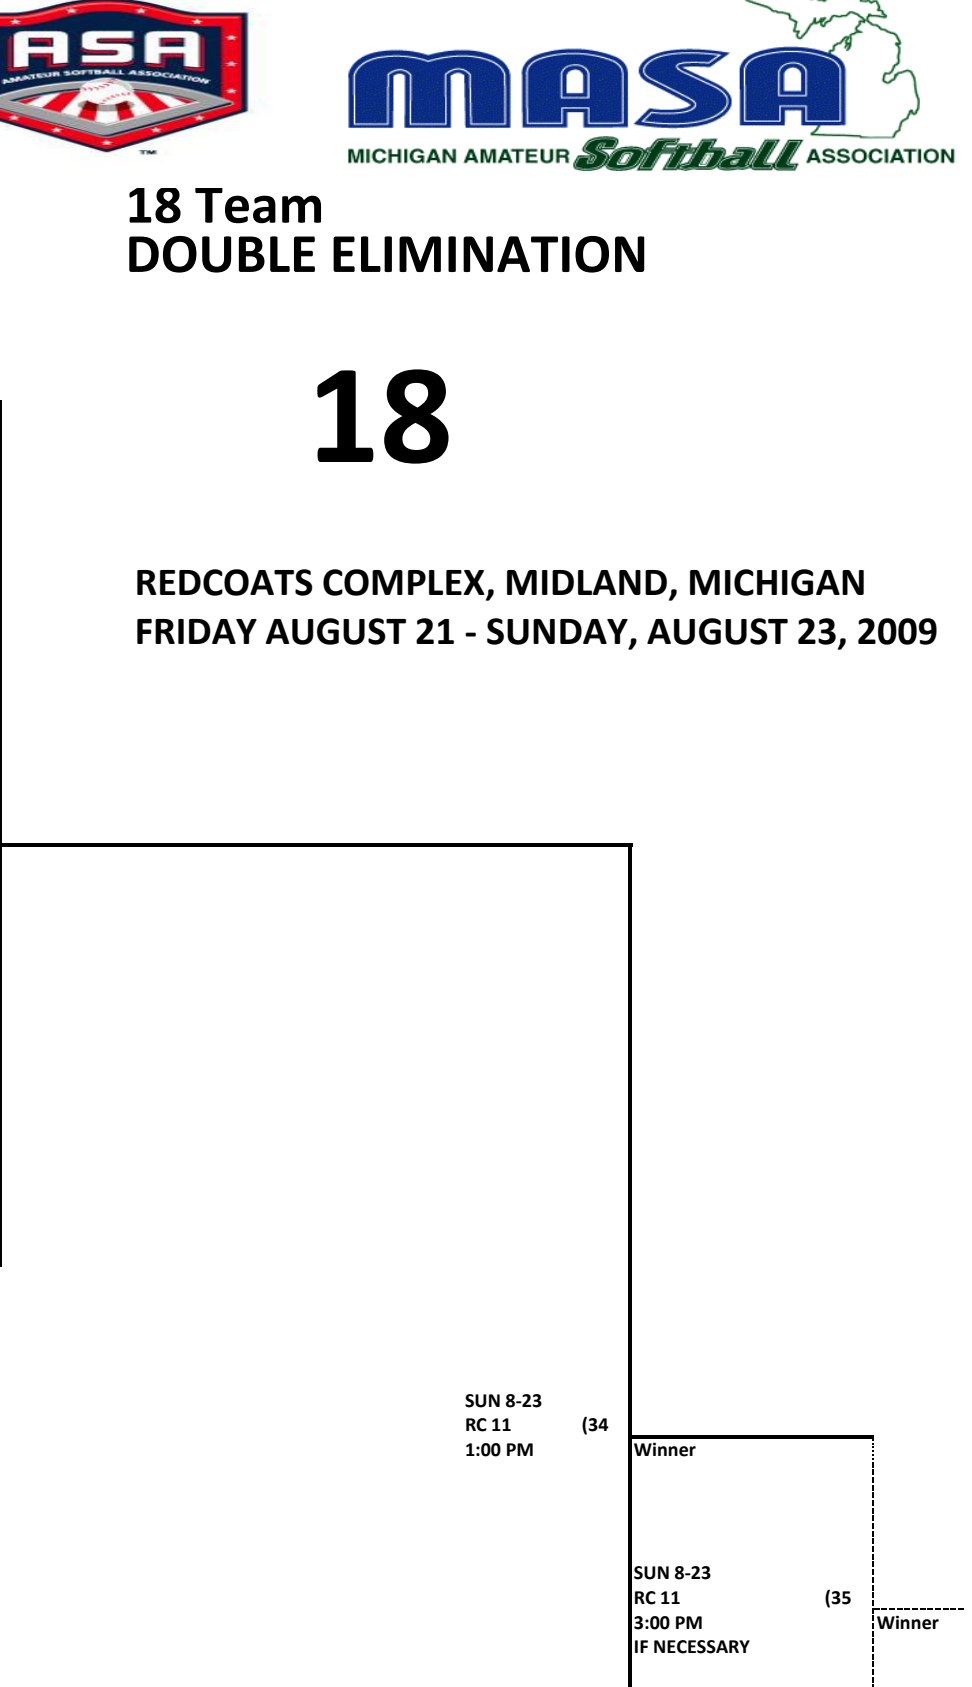 ASA
AMATEUR SOFTBALL ASSOCIATION
TM
MASA
MICHIGAN AMATEUR Softball ASSOCIATION
18 Team
DOUBLE ELIMINATION
18
REDCOATS COMPLEX, MIDLAND, MICHIGAN
FRIDAY AUGUST 21 - SUNDAY, AUGUST 23, 2009
SUN 8-23
RC 11 (34
1:00 PM Winner
SUN 8-23
RC 11 (35
3:00 PM Winner
IF NECESSARY